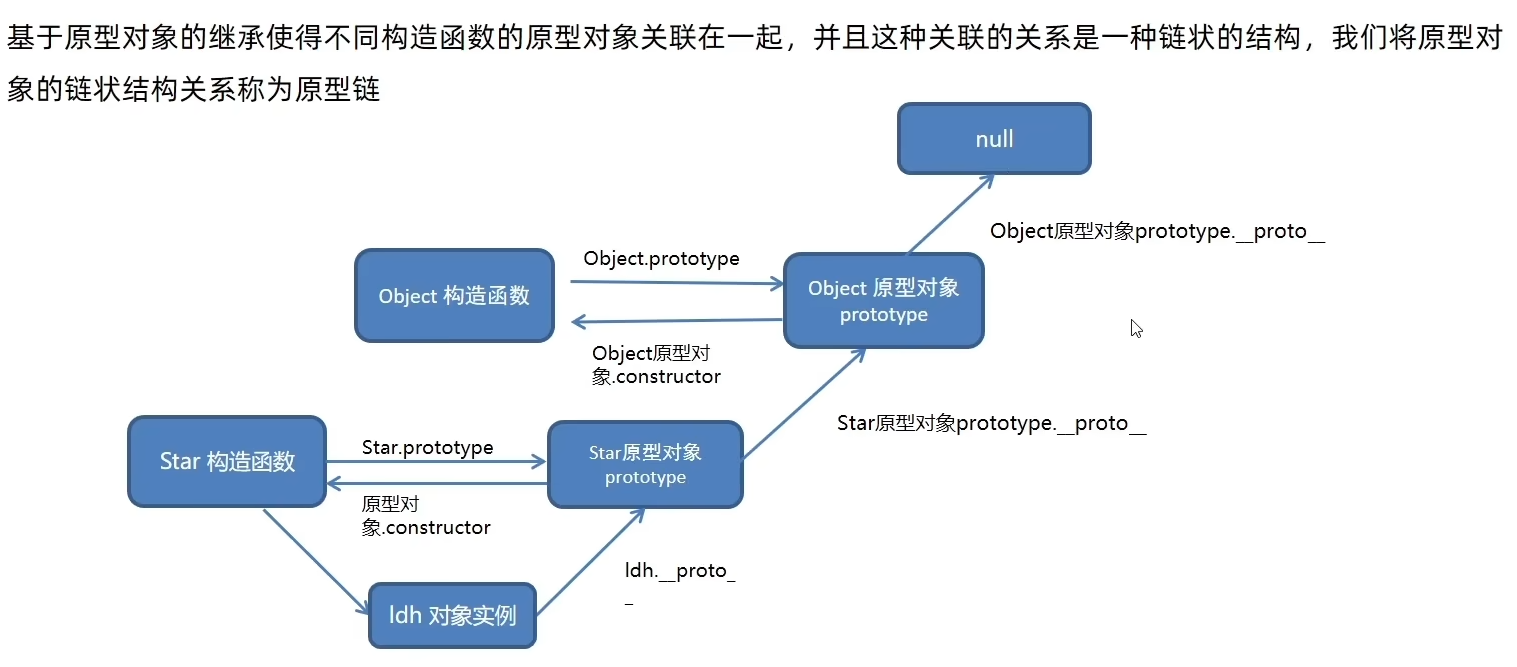 基于原型对象的继承使得不同构造函数的原型对象关联在一起，并且这种关联的关系是一种链状的结构，我们将原型对
象的链状结构关系称为原型链
null
Object原型对象prototype.__proto__
Object.prototype
Object 构造函数
Object 原型对象
prototype
Object原型对
象.constructor
Star原型对象prototype.__proto__
Star 构造函数
Star.prototype
Star原型对象
prototype
原型对
象.constructor
ldh.__proto_
_
ldh 对象实例